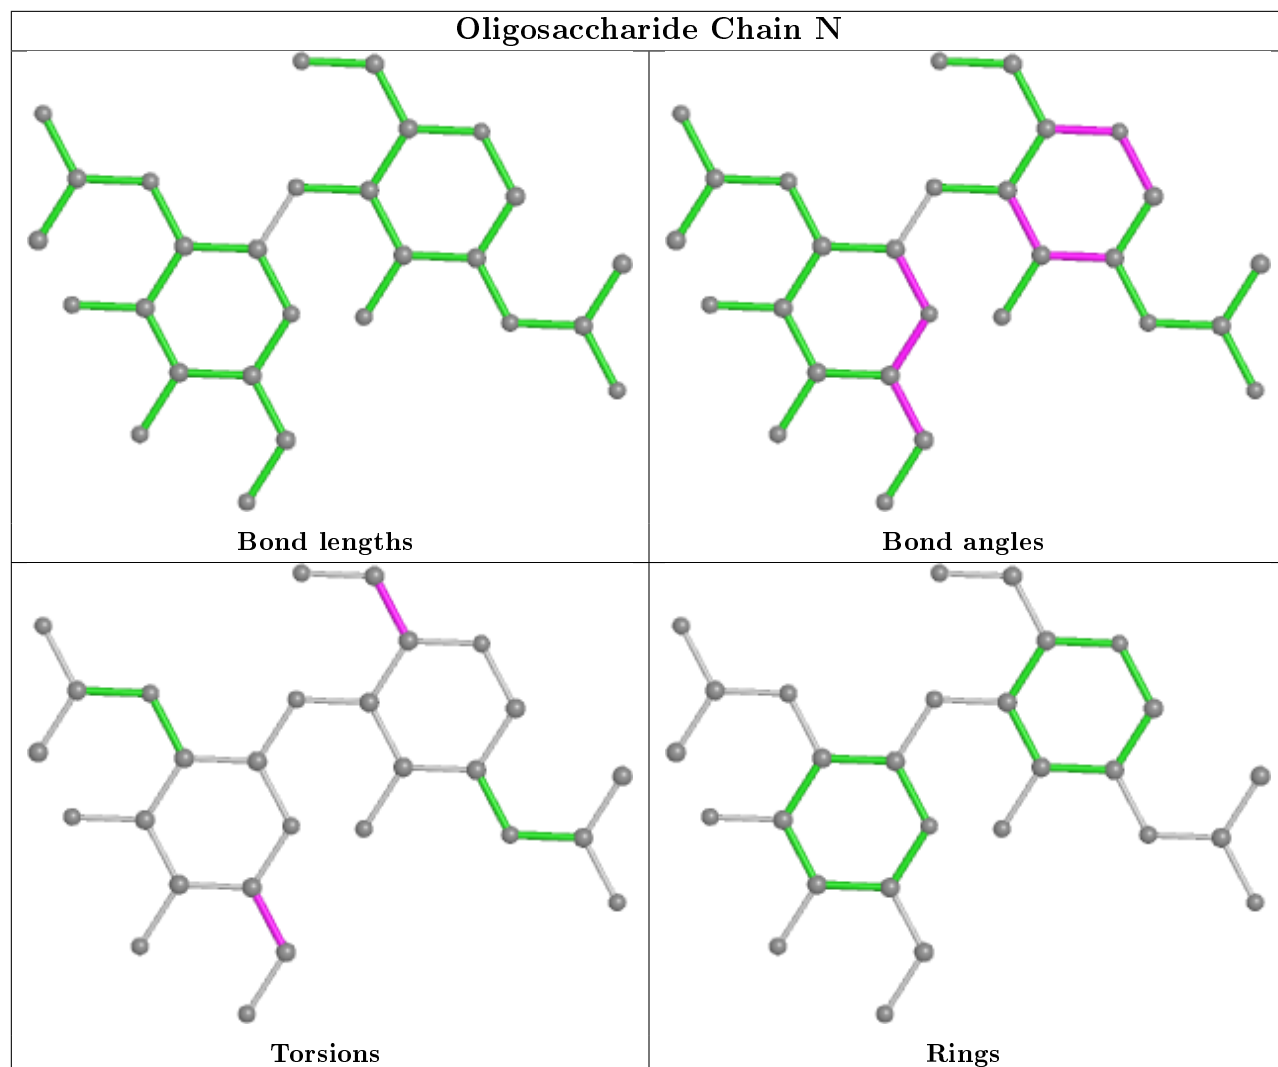 Oligosaccharide Chain N
Bond lengths
Bond angles
Torsions
Rings